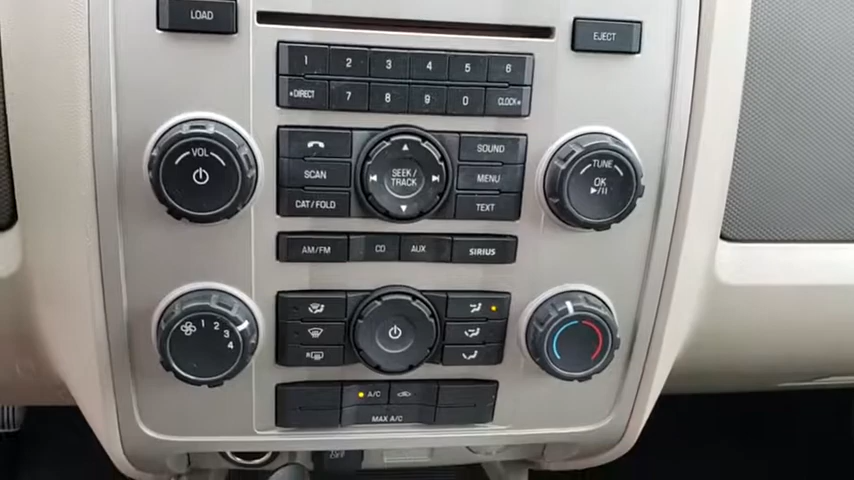 LOAD
EJECT
1 2 3 4 5 6
DIRECT 7 8 9 0 CLOCK
VOL
SCAN
CAT/FOLD
SEEK/
TRACK
SOUND
MENU
TEXT
TUNE
OK
AM/FM CD AUX SIRIUS
1 2 3 4
R
A/C
MAX A/C